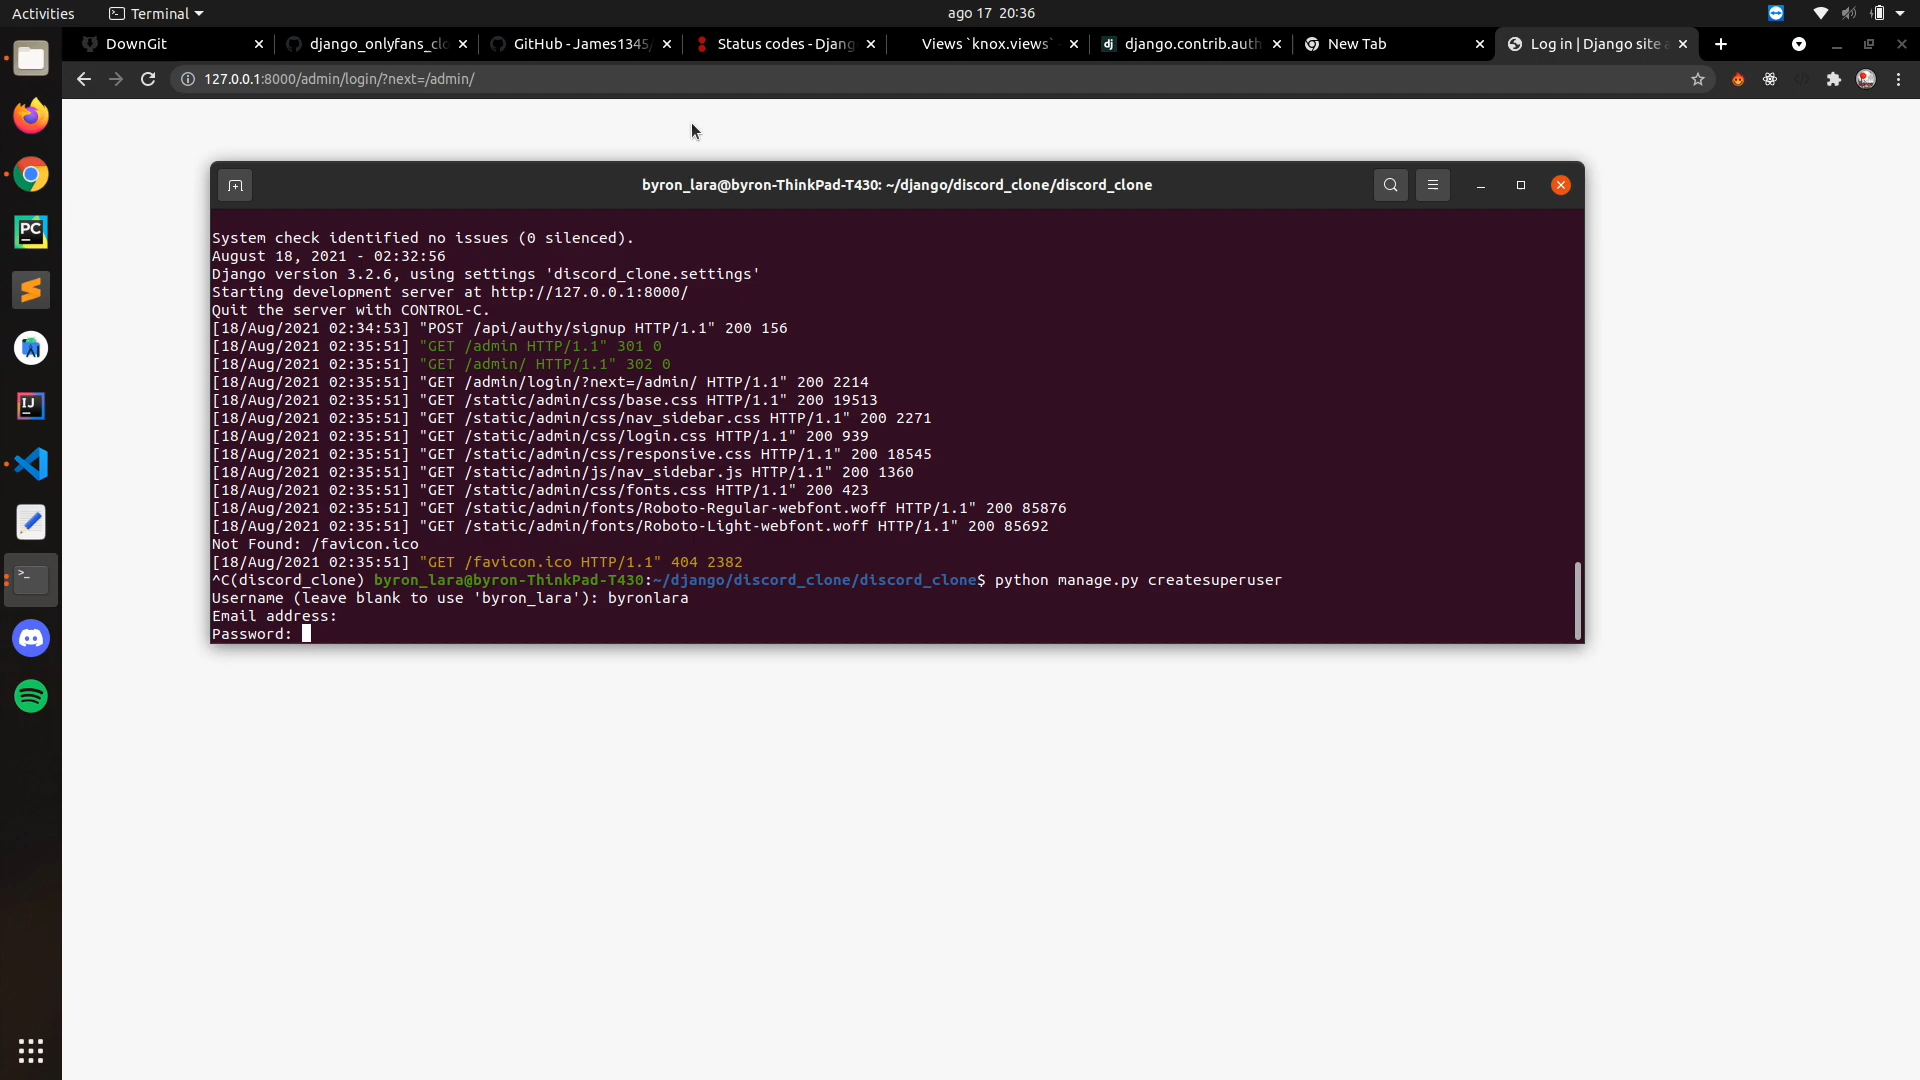 Activities
Terminal
ago 17 20:36
DownGit
django_onlyfans_clo
GitHub - James1345/
Status codes - Djang
Views `knox.views`
dj
django.contrib.auth
New Tab
Log in | Django site a
127.0.0.1:8000/admin/login/?next=/admin/
byron_lara@byron-ThinkPad-T430: ~/django/discord_clone/discord_clone
System check identified no issues (0 silenced).
August 18, 2021 - 02:32:56
Django version 3.2.6, using settings 'discord_clone.settings'
Starting development server at http://127.0.0.1:8000/
Quit the server with CONTROL-C.
[18/Aug/2021 02:34:53] "POST /api/authy/signup HTTP/1.1" 200 156
[18/Aug/2021 02:35:51] "GET /admin HTTP/1.1" 301 0
[18/Aug/2021 02:35:51] "GET /admin/ HTTP/1.1" 302 0
[18/Aug/2021 02:35:51] "GET /admin/login/?next=/admin/ HTTP/1.1" 200 2214
[18/Aug/2021 02:35:51] "GET /static/admin/css/base.css HTTP/1.1" 200 19513
[18/Aug/2021 02:35:51] "GET /static/admin/css/nav_sidebar.css HTTP/1.1" 200 2271
[18/Aug/2021 02:35:51] "GET /static/admin/css/login.css HTTP/1.1" 200 939
[18/Aug/2021 02:35:51] "GET /static/admin/css/responsive.css HTTP/1.1" 200 18545
[18/Aug/2021 02:35:51] "GET /static/admin/js/nav_sidebar.js HTTP/1.1" 200 1360
[18/Aug/2021 02:35:51] "GET /static/admin/css/fonts.css HTTP/1.1" 200 423
[18/Aug/2021 02:35:51] "GET /static/admin/fonts/Roboto-Regular-webfont.woff HTTP/1.1" 200 85876
[18/Aug/2021 02:35:51] "GET /static/admin/fonts/Roboto-Light-webfont.woff HTTP/1.1" 200 85692
Not Found: /favicon.ico
[18/Aug/2021 02:35:51] "GET /favicon.ico HTTP/1.1" 404 2382
^C(discord_clone) byron_lara@byron-ThinkPad-T430:~/django/discord_clone/discord_clone$ python manage.py createsuperuser
Username (leave blank to use 'byron_lara'): byronlara
Email address:
Password:
PC
IJ